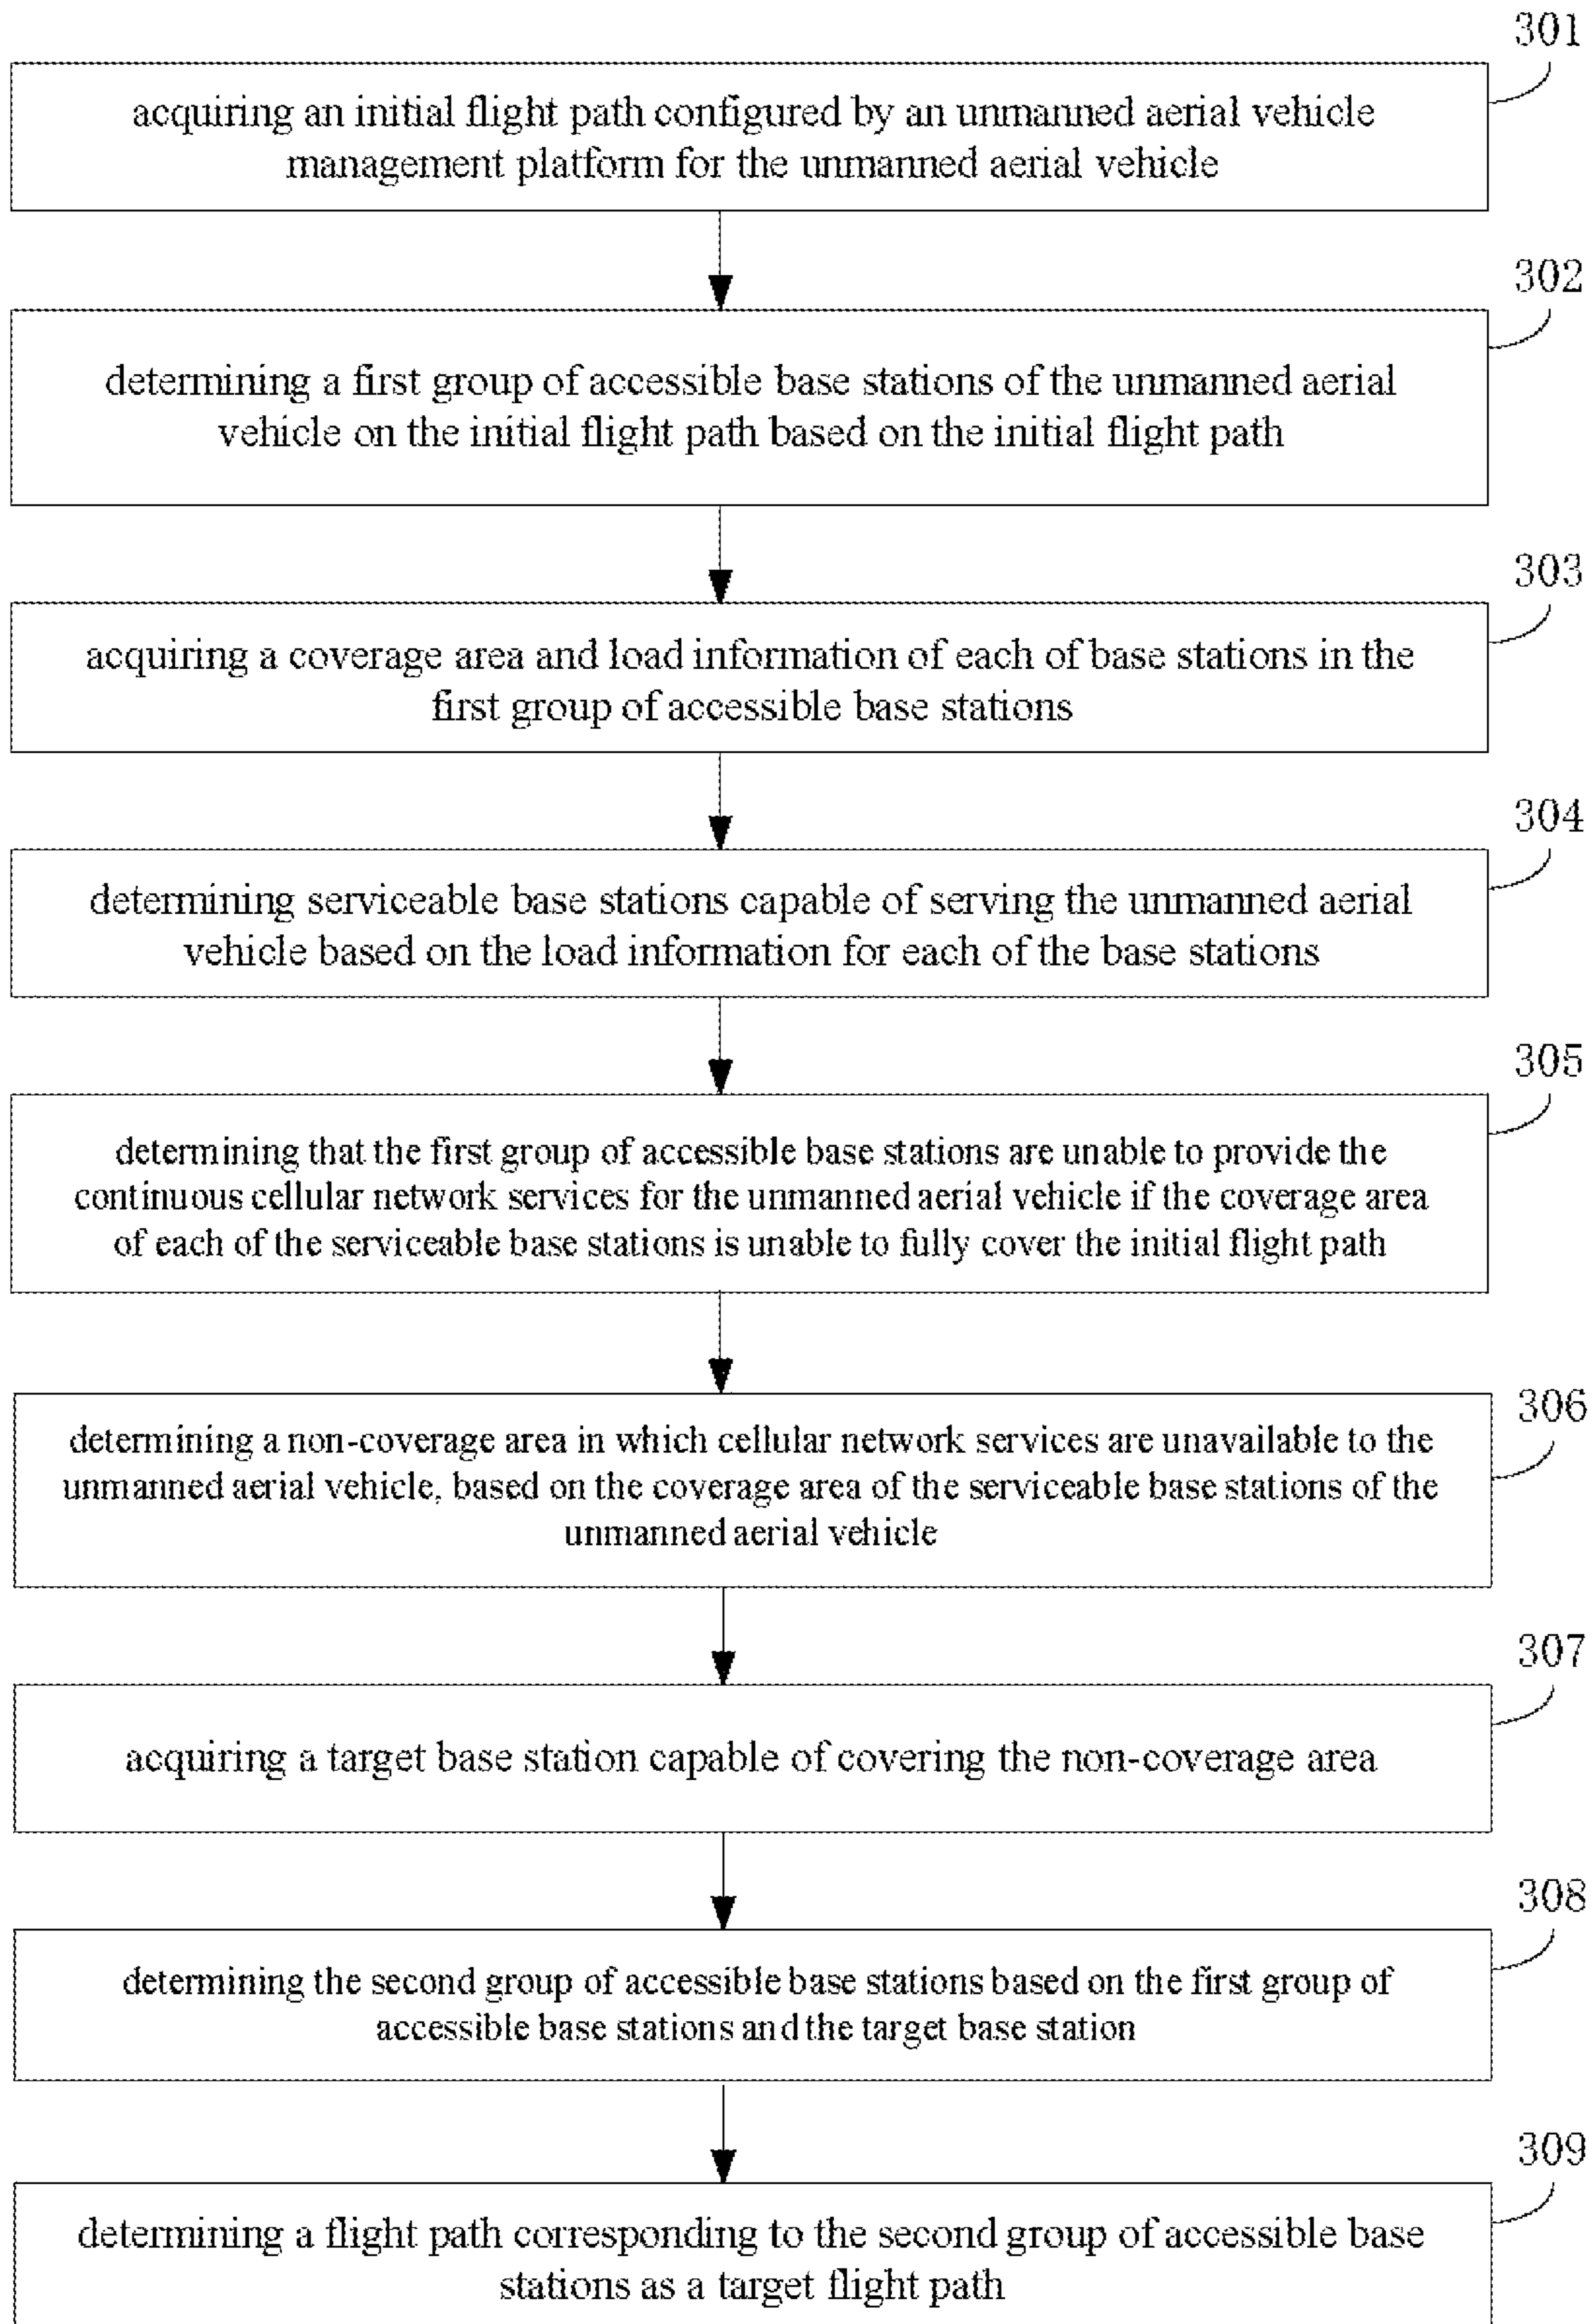 301
acquiring an initial flight path configured by an unmanned aerial vehicle
management platform for the unmanned aerial vehicle
302
determining a first group of accessible base stations of the unmanned aerial
vehicle on the initial flight path based on the initial flight path
303
acquiring a coverage area and load information of each of base stations in the
first group of accessible base stations
304
determining serviceable base stations capable of serving the unmanned aerial
vehicle based on the load information for each of the base stations
305
determining that the first group of accessible base stations are unable to provide the
continuous cellular network services for the unmanned aerial vehicle if the coverage area
of each of the serviceable base stations is unable to fully cover the initial flight path
306
determining a non-coverage area in which cellular network services are unavailable to the
unmanned aerial vehicle, based on the coverage area of the serviceable base stations of the
unmanned aerial vehicle
307
acquiring a target base station capable of covering the non-coverage area
308
determining the second group of accessible base stations based on the first group of
accessible base stations and the target base station
309
determining a flight path corresponding to the second group of accessible base
stations as a target flight path